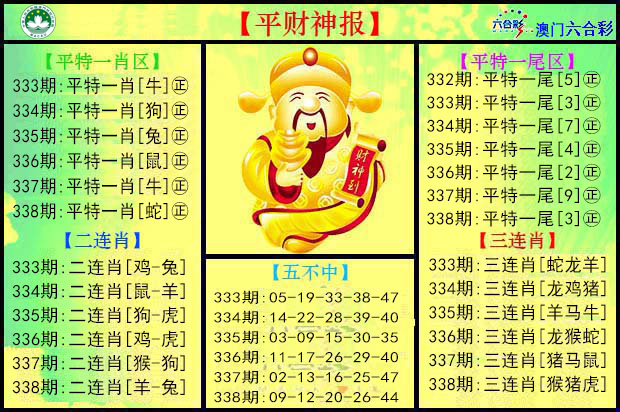 【平财神报】
六合彩
澳门六合彩
【平特一肖区】
333期:平特一肖[牛]㊣
334期:平特一肖[狗]㊣
335期:平特一肖[兔]㊣
336期:平特一肖[鼠]㊣
337期:平特一肖[牛]㊣
338期:平特一肖[蛇]㊣
【二连肖】
333期:二连肖[鸡-兔]
334期:二连肖[鼠-羊]
335期:二连肖[狗-虎]
336期:二连肖[鸡-虎]
337期:二连肖[猴-狗]
338期:二连肖[羊-兔]
财神到
【五不中】
333期:05-19-33-38-47
334期:14-22-28-39-40
335期:03-09-15-30-35
336期:11-17-26-29-40
337期:02-13-16-25-47
338期:09-12-20-26-44
【平特一尾区】
332期:平特一尾[5]㊣
333期:平特一尾[3]㊣
334期:平特一尾[7]㊣
335期:平特一尾[4]㊣
336期:平特一尾[2]㊣
337期:平特一尾[9]㊣
338期:平特一尾[3]㊣
【三连肖】
333期:三连肖[蛇龙羊]
334期:三连肖[龙鸡猪]
335期:三连肖[羊马牛]
336期:三连肖[龙猴蛇]
337期:三连肖[猪马鼠]
338期:三连肖[猴猪虎]